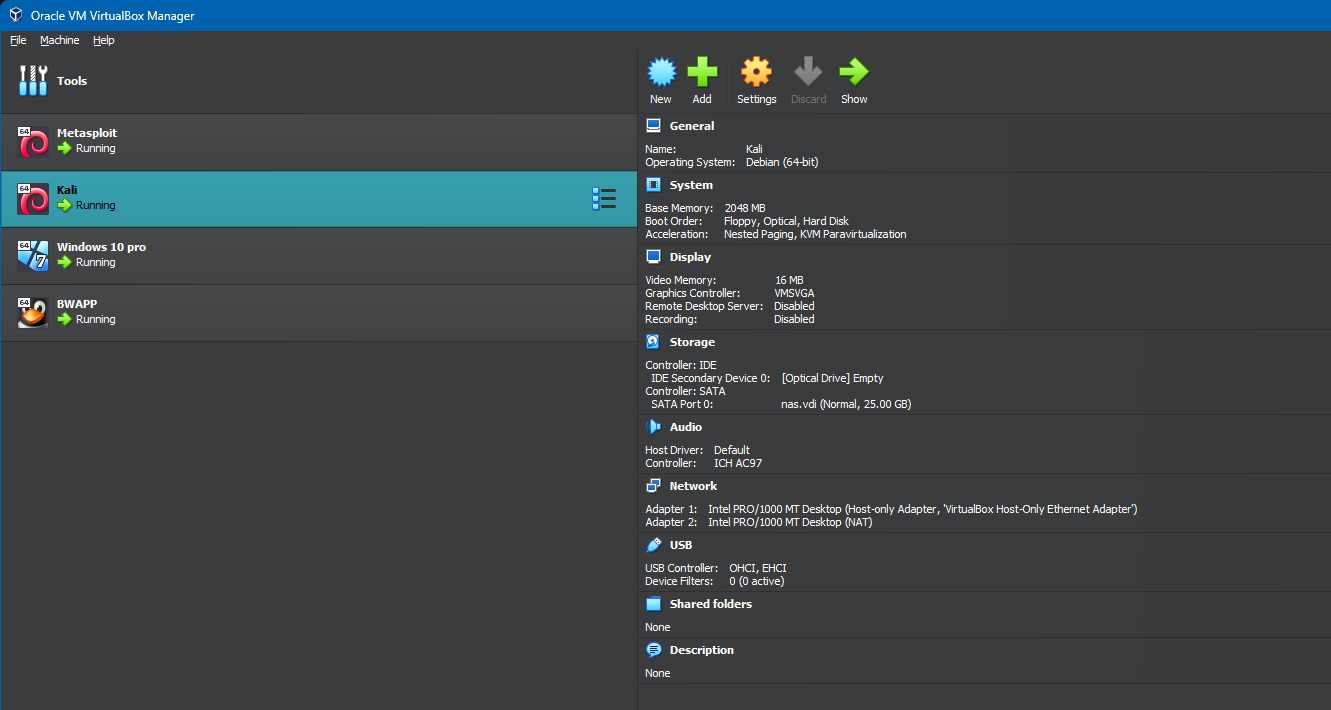 Oracle VM VirtualBox Manager
File Machine Help
Tools
64 Metasploit
Running
64 Kali
Running
64 Windows 10 pro
7 Running
64 BWAPP
Running
New Add Settings Discard Show
General
Name: Kali
Operating System: Debian (64-bit)
System
Base Memory: 2048 MB
Boot Order: Floppy, Optical, Hard Disk
Acceleration: Nested Paging, KVM Paravirtualization
Display
Video Memory: 16 MB
Graphics Controller: VMSVGA
Remote Desktop Server: Disabled
Recording: Disabled
Storage
Controller: IDE
IDE Secondary Device 0: [Optical Drive] Empty
Controller: SATA
SATA Port 0: nas.vdi (Normal, 25.00 GB)
Audio
Host Driver: Default
Controller: ICH AC97
Network
Adapter 1: Intel PRO/1000 MT Desktop (Host-only Adapter, 'VirtualBox Host-Only Ethernet Adapter')
Adapter 2: Intel PRO/1000 MT Desktop (NAT)
USB
USB Controller: OHCI, EHCI
Device Filters: 0 (0 active)
Shared folders
None
Description
None